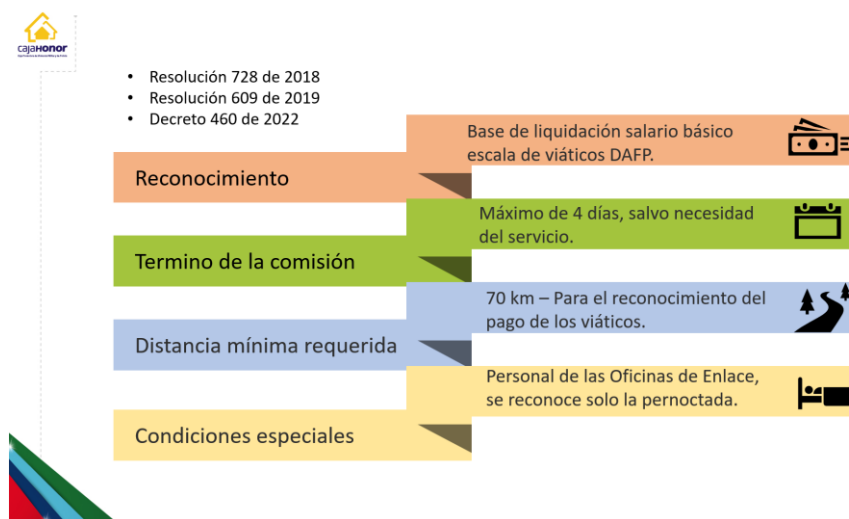 cajaHONOR
• Resolución 728 de 2018
• Resolución 609 de 2019
• Decreto 460 de 2022
Reconocimiento
Base de liquidación salario básico
escala de viáticos DAFP.
Termino de la comisión
Máximo de 4 días, salvo necesidad
del servicio.
Distancia mínima requerida
70 km – Para el reconocimiento del
pago de los viáticos.
Condiciones especiales
Personal de las Oficinas de Enlace,
se reconoce solo la pernoctada.